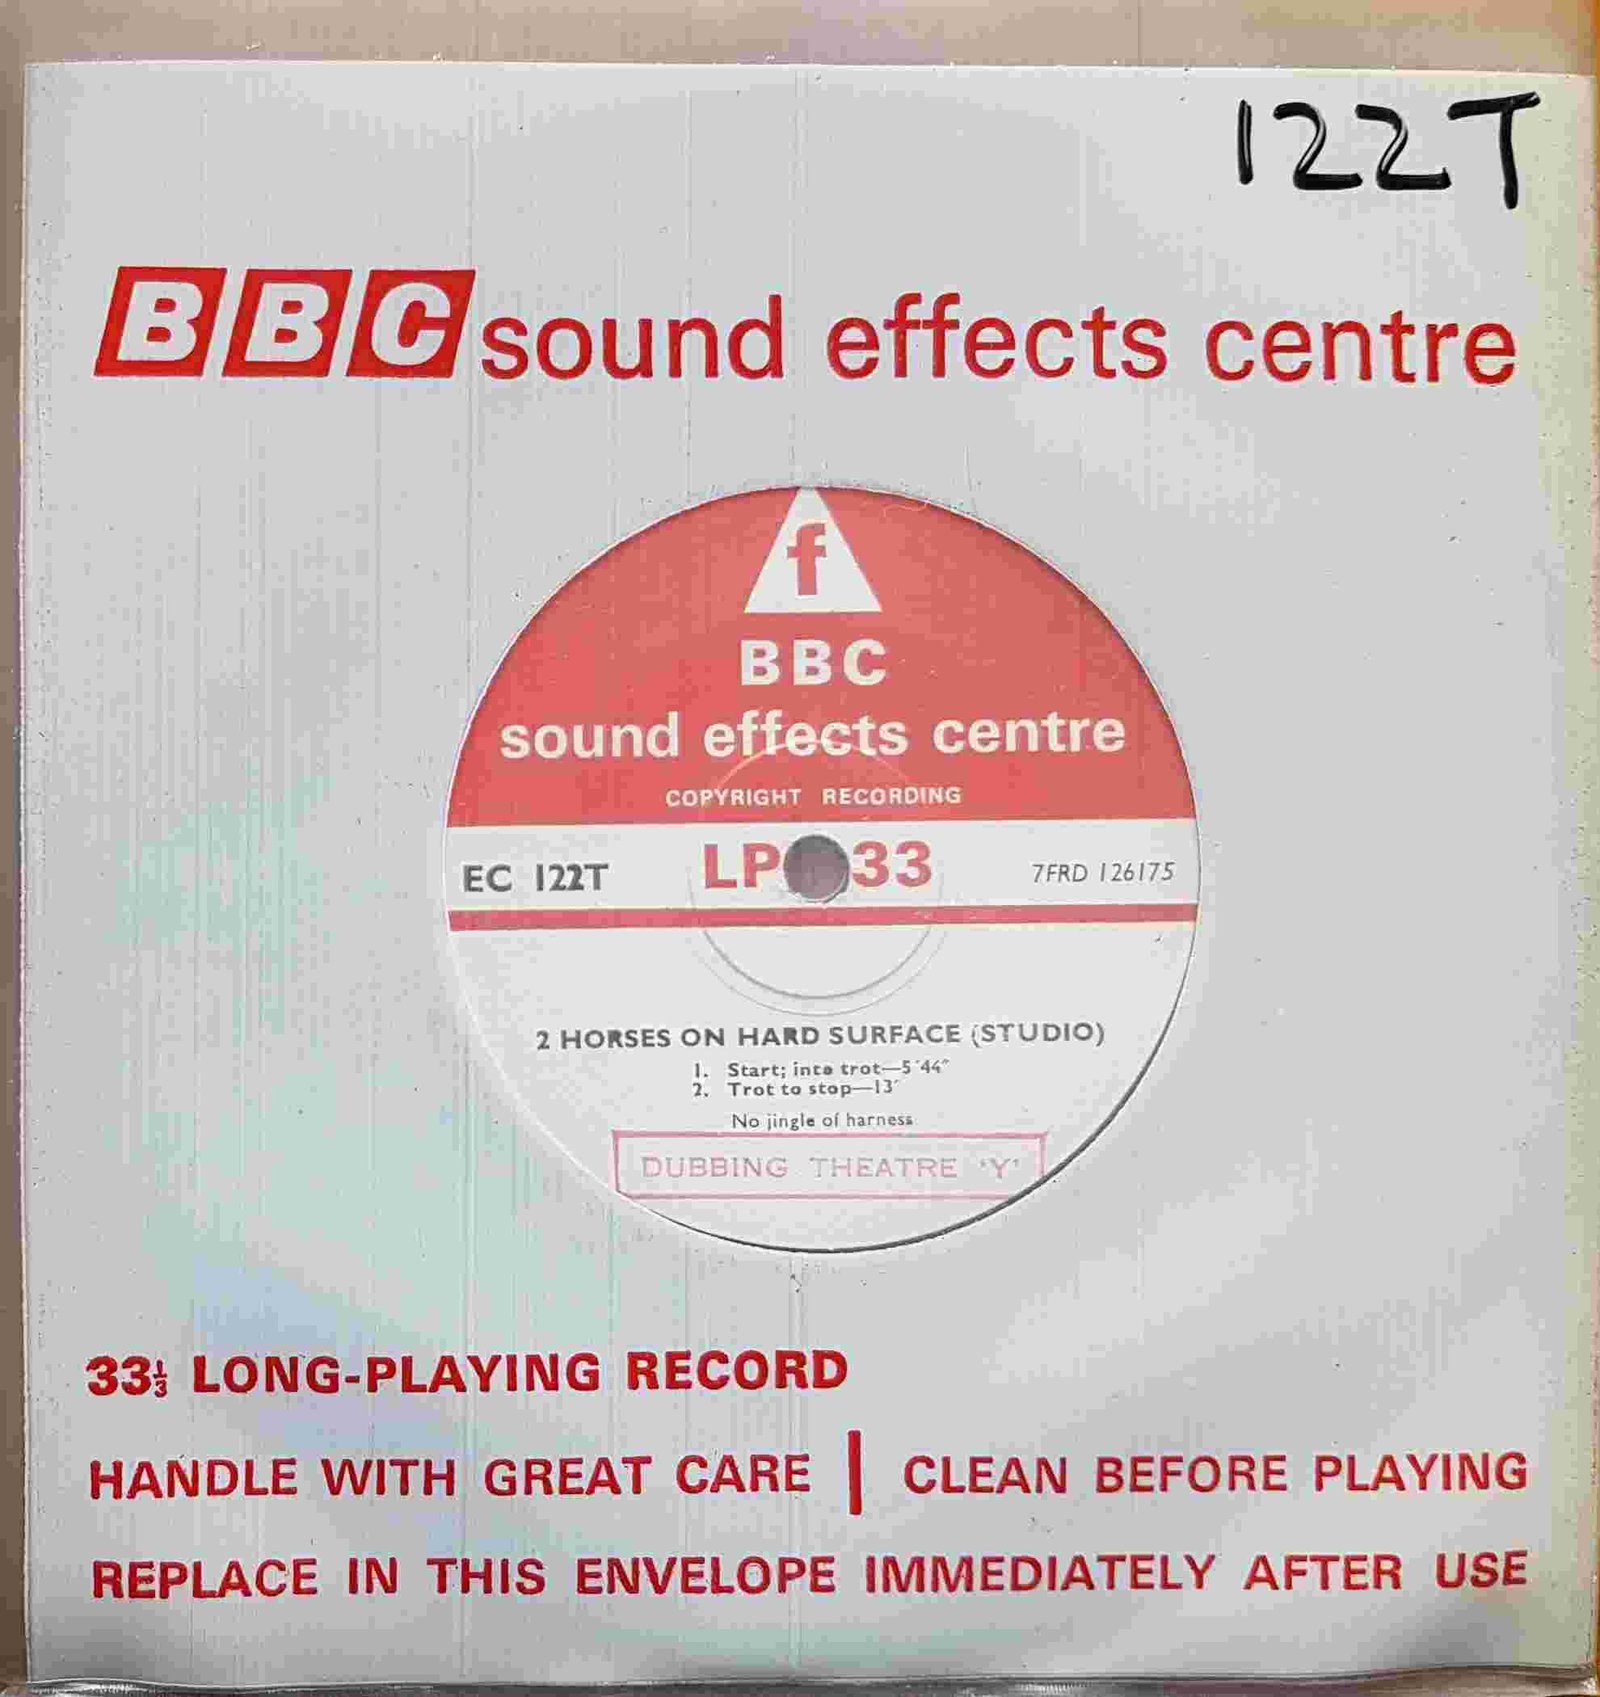 122T
BBC sound effects centre
f
BBC
sound effects centre
COPYRIGHT RECORDING
EC 122T LP 33 7FRD 126175
2 HORSES ON HARD SURFACE (STUDIO)
1. Start; into trot—5'44"
2. Trot to stop—13"
No jingle of harness
DUBBING THEATRE 'Y'
33⅓ LONG-PLAYING RECORD
HANDLE WITH GREAT CARE | CLEAN BEFORE PLAYING
REPLACE IN THIS ENVELOPE IMMEDIATELY AFTER USE